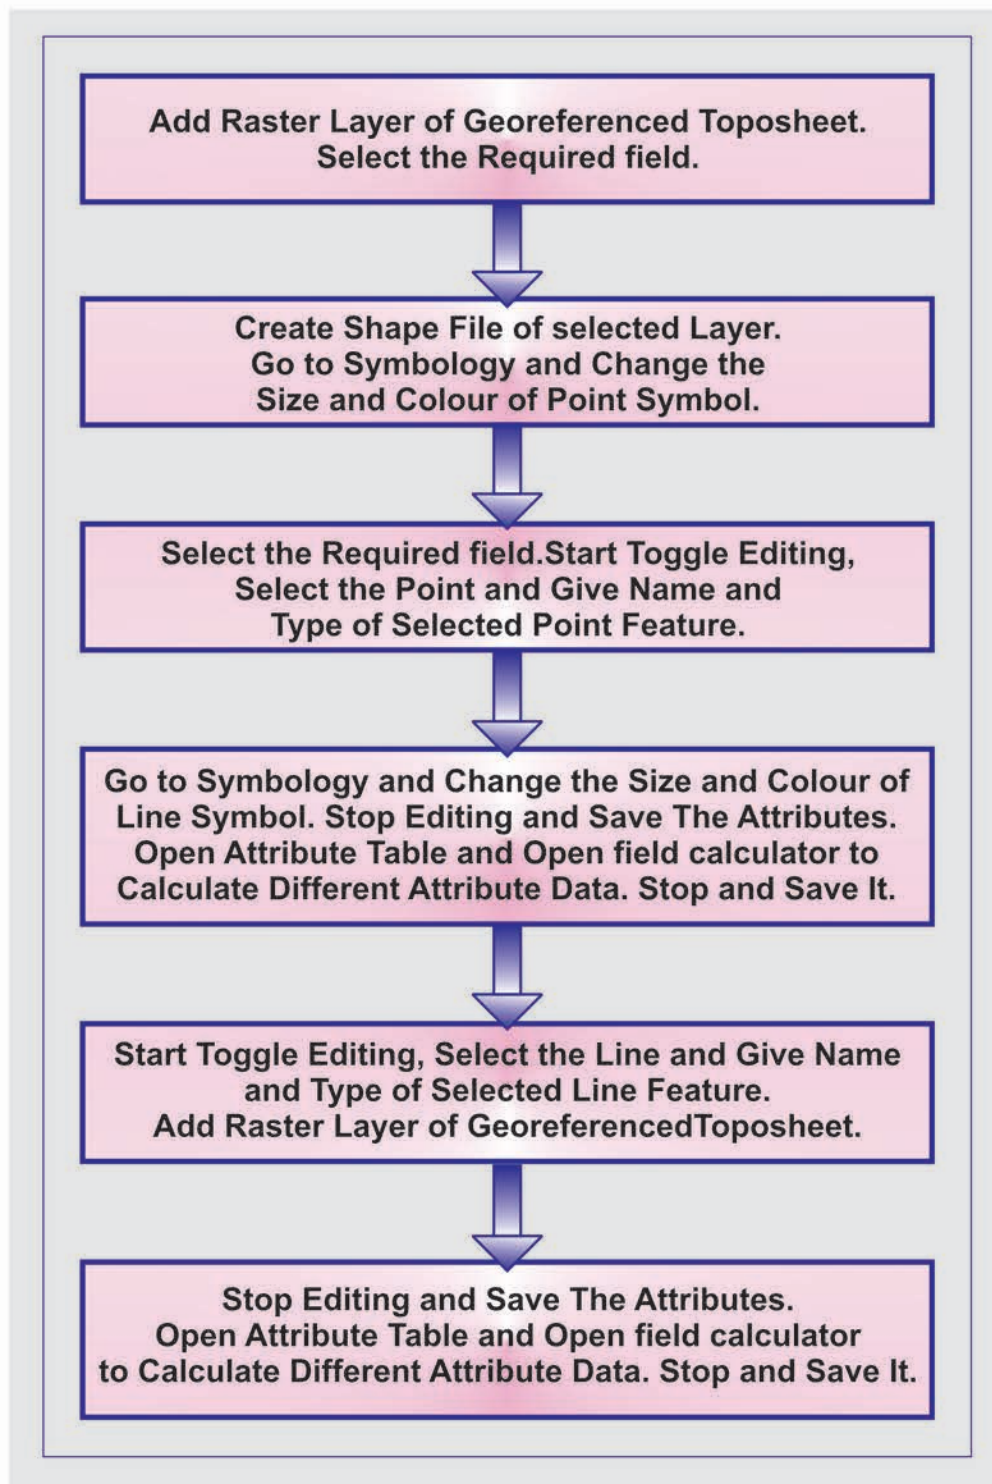 Add Raster Layer of Georeferenced Toposheet.
Select the Required field.
Create Shape File of selected Layer.
Go to Symbology and Change the
Size and Colour of Point Symbol.
Select the Required field.Start Toggle Editing,
Select the Point and Give Name and
Type of Selected Point Feature.
Go to Symbology and Change the Size and Colour of
Line Symbol. Stop Editing and Save The Attributes.
Open Attribute Table and Open field calculator to
Calculate Different Attribute Data. Stop and Save It.
Start Toggle Editing, Select the Line and Give Name
and Type of Selected Line Feature.
Add Raster Layer of GeoreferencedToposheet.
Stop Editing and Save The Attributes.
Open Attribute Table and Open field calculator
to Calculate Different Attribute Data. Stop and Save It.